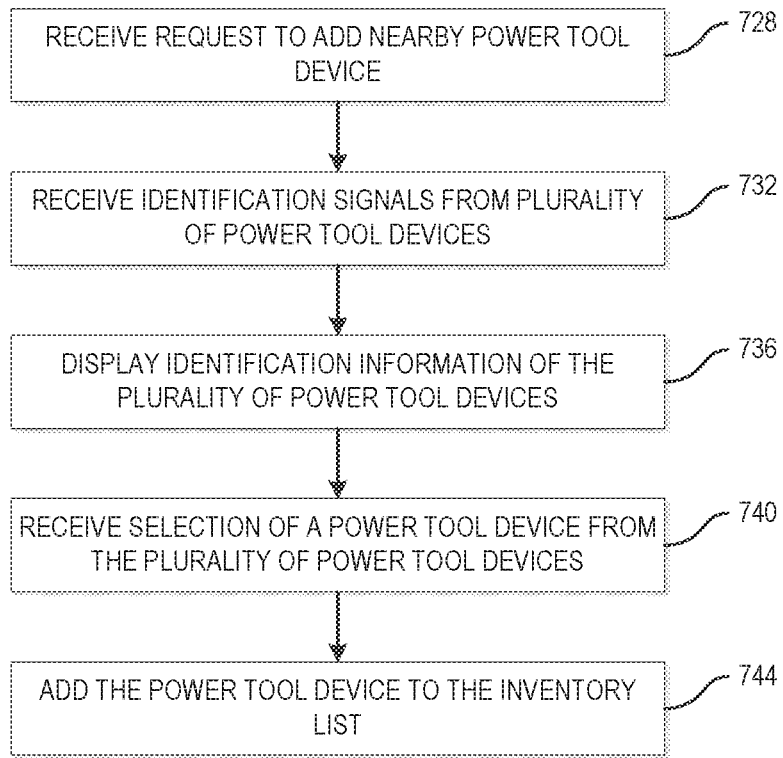 RECEIVE REQUEST TO ADD NEARBY POWER TOOL
DEVICE
728
RECEIVE IDENTIFICATION SIGNALS FROM PLURALITY
OF POWER TOOL DEVICES
732
DISPLAY IDENTIFICATION INFORMATION OF THE
PLURALITY OF POWER TOOL DEVICES
736
RECEIVE SELECTION OF A POWER TOOL DEVICE FROM
THE PLURALITY OF POWER TOOL DEVICES
740
ADD THE POWER TOOL DEVICE TO THE INVENTORY
LIST
744